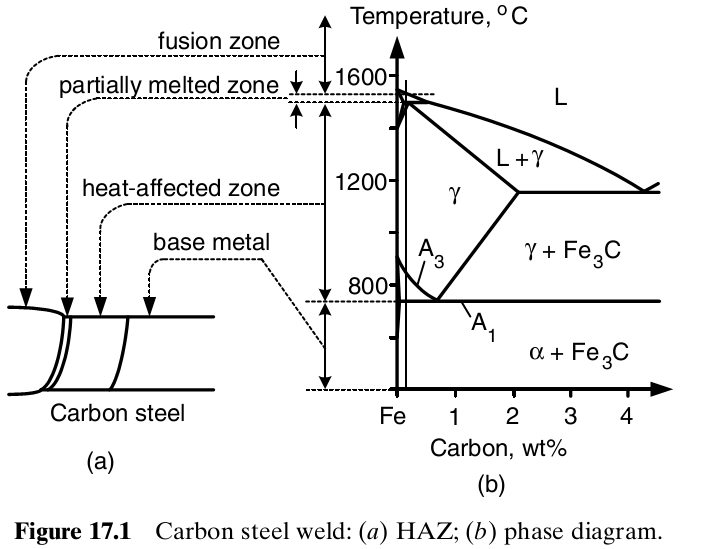 Temperature, °C
fusion zone
1600
partially melted zone
L
L + γ
heat-affected zone
1200
γ
base metal
A3
γ + Fe3C
800
A1
α + Fe3C
Carbon steel
Fe 1 2 3 4
(a)
Carbon, wt%
(b)
Figure 17.1 Carbon steel weld: (a) HAZ; (b) phase diagram.